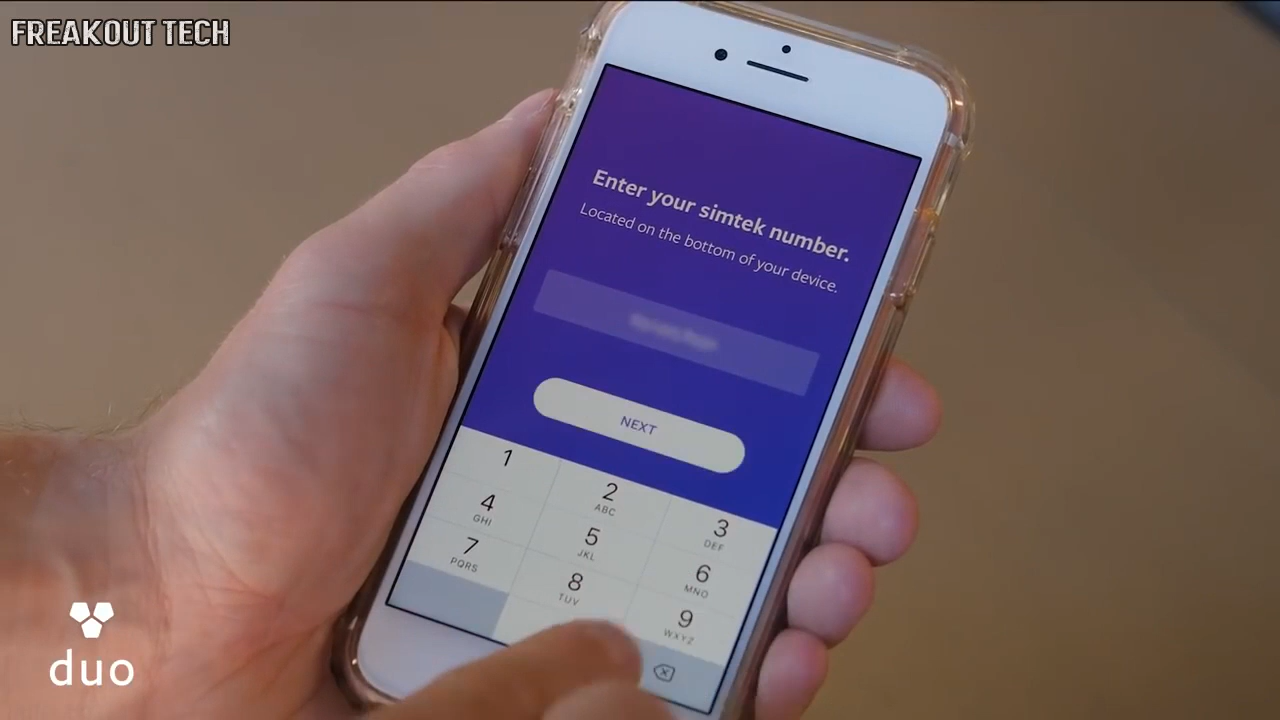 FREAKOUT TECH
Enter your simtek number.
Located on the bottom of your device.
NEXT
1
2
ABC
3
DEF
4
GHI
5
JKL
6
MNO
7
PQRS
8
TUV
9
WXYZ
duo